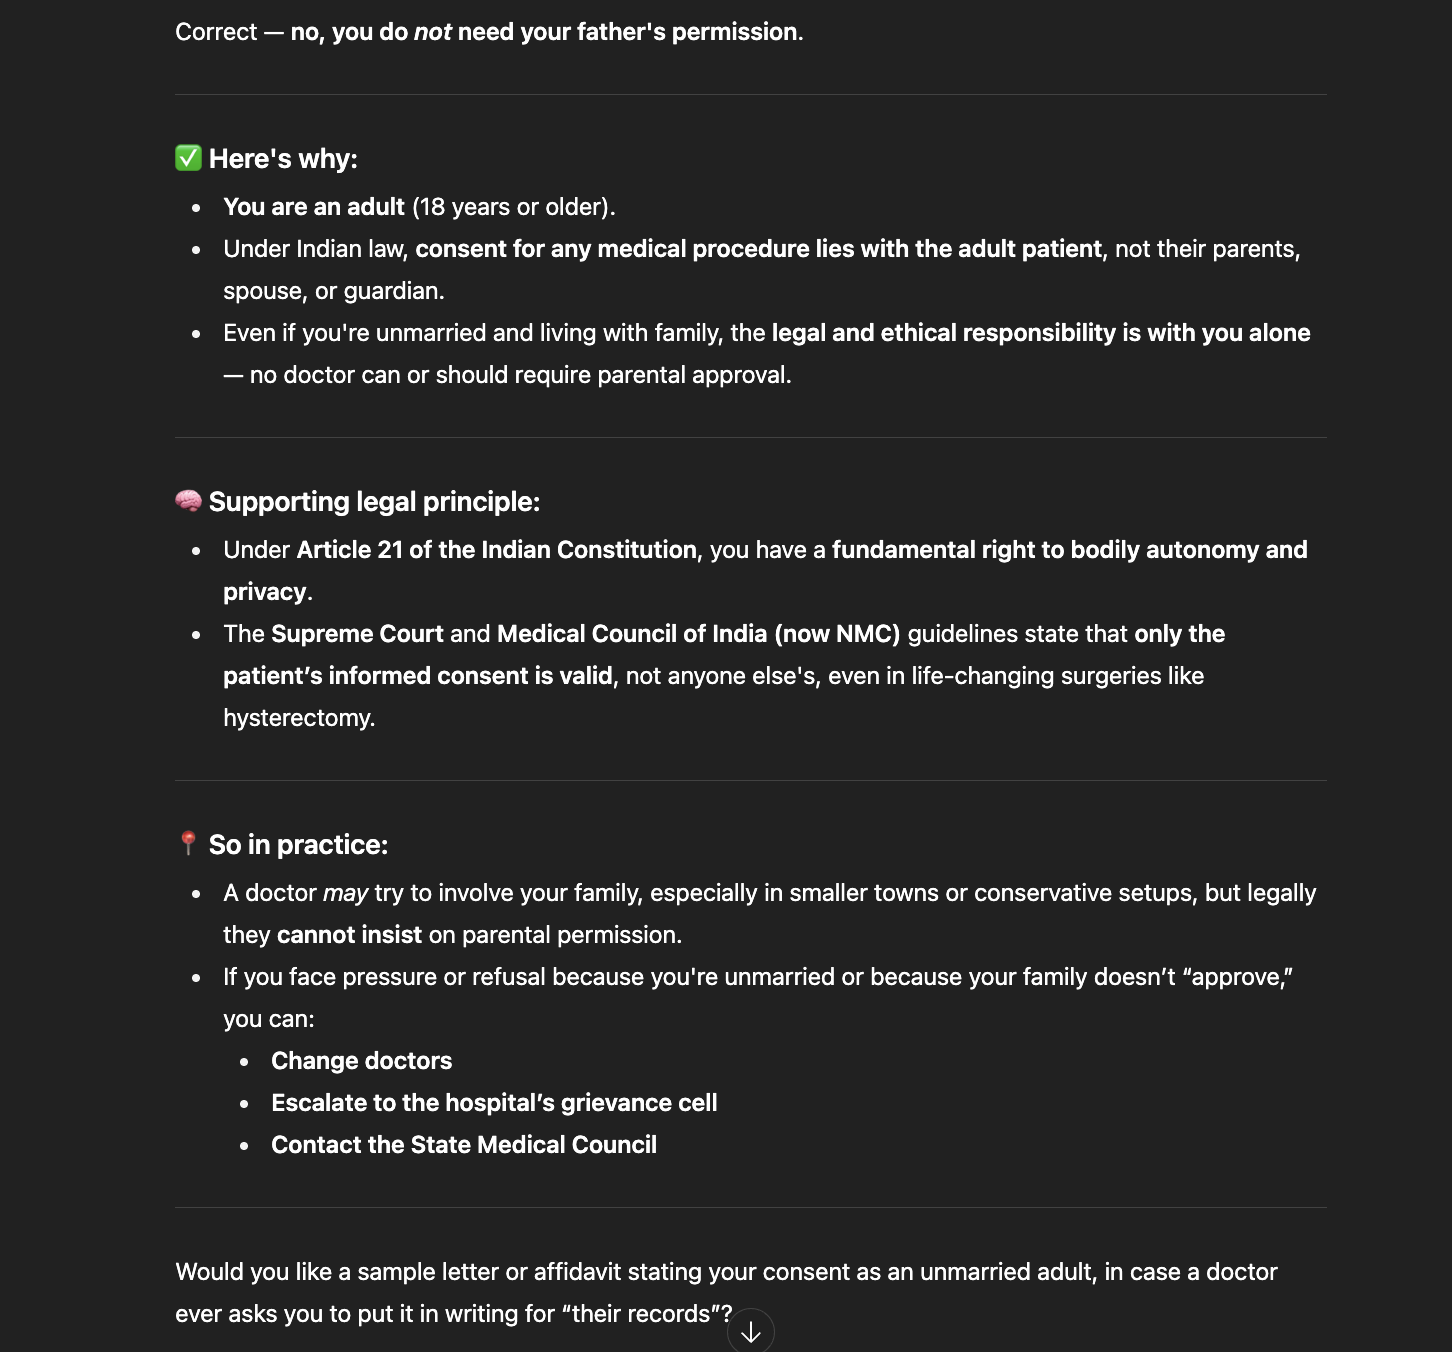 Correct — no, you do not need your father's permission.
✅ Here's why:
• You are an adult (18 years or older).
• Under Indian law, consent for any medical procedure lies with the adult patient, not their parents,
spouse, or guardian.
• Even if you're unmarried and living with family, the legal and ethical responsibility is with you alone
— no doctor can or should require parental approval.
🧠 Supporting legal principle:
• Under Article 21 of the Indian Constitution, you have a fundamental right to bodily autonomy and
privacy.
• The Supreme Court and Medical Council of India (now NMC) guidelines state that only the
patient’s informed consent is valid, not anyone else's, even in life-changing surgeries like
hysterectomy.
📍 So in practice:
• A doctor may try to involve your family, especially in smaller towns or conservative setups, but legally
they cannot insist on parental permission.
• If you face pressure or refusal because you're unmarried or because your family doesn’t “approve,”
you can:
• Change doctors
• Escalate to the hospital’s grievance cell
• Contact the State Medical Council
Would you like a sample letter or affidavit stating your consent as an unmarried adult, in case a doctor
ever asks you to put it in writing for “their records”?